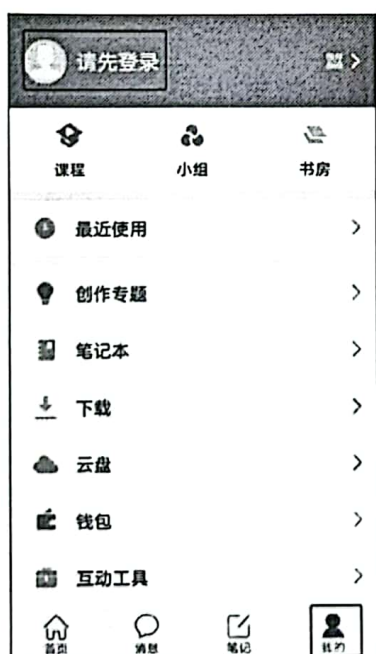 请先登录
课程 小组 书房
最近使用
创作专题
笔记本
下载
云盘
钱包
互动工具
首页 消息 笔记 我的